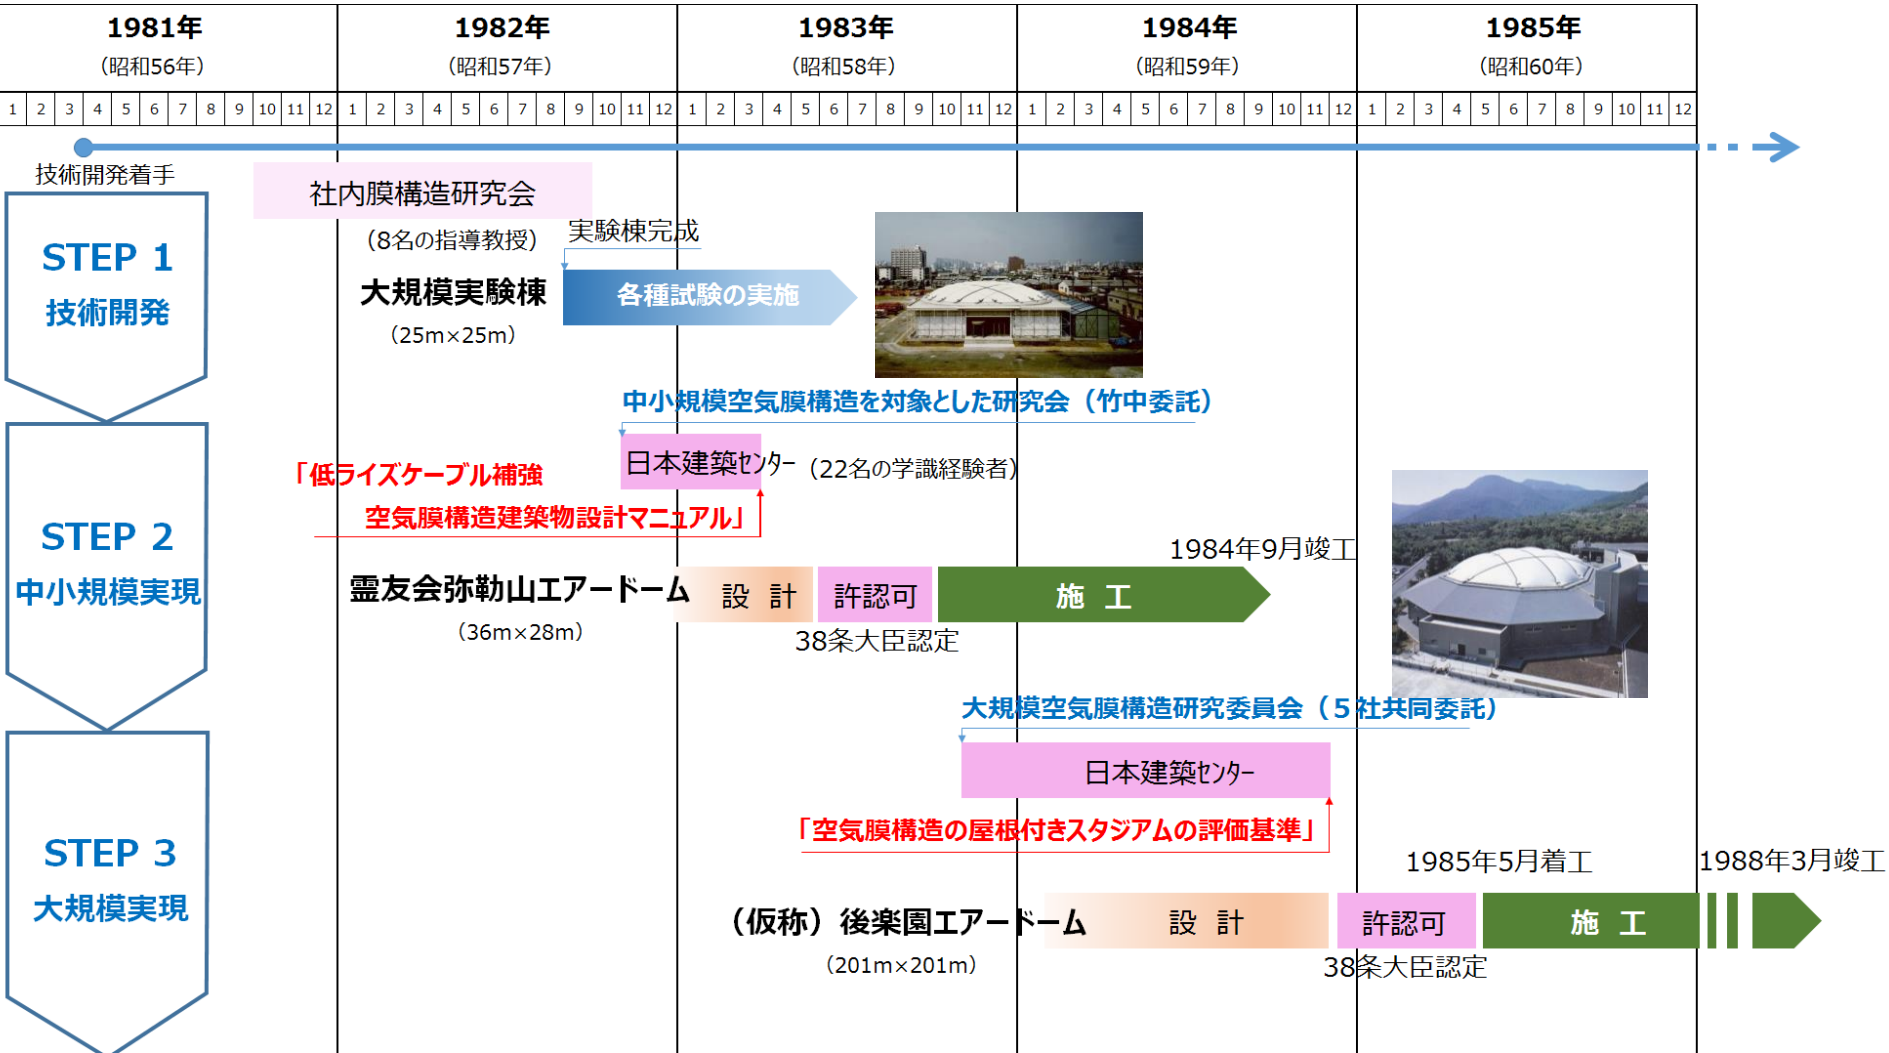 1981年 1982年 1983年 1984年 1985年
（昭和56年） （昭和57年） （昭和58年） （昭和59年） （昭和60年）
1 2 3 4 5 6 7 8 9 10 11 12 1 2 3 4 5 6 7 8 9 10 11 12 1 2 3 4 5 6 7 8 9 10 11 12 1 2 3 4 5 6 7 8 9 10 11 12 1 2 3 4 5 6 7 8 9 10 11 12
技術開発着手
STEP 1
技術開発
社内膜構造研究会
（8名の指導教授）
実験棟完成
大規模実験棟
（25m×25m）
各種試験の実施
STEP 2
中小規模実現
中小規模空気膜構造を対象とした研究会（竹中委託）
日本建築センター（22名の学識経験者）
「低ライズケーブル補強
空気膜構造建築物設計マニュアル」
1984年9月竣工
霊友会弥勒山エアードーム
（36m×28m）
設 計
許認可
施 工
38条大臣認定
STEP 3
大規模実現
大規模空気膜構造研究委員会（５社共同委託）
日本建築センター
「空気膜構造の屋根付きスタジアムの評価基準」
1985年5月着工
1988年3月竣工
（仮称）後楽園エアードーム
（201m×201m）
設 計
許認可
施 工
38条大臣認定